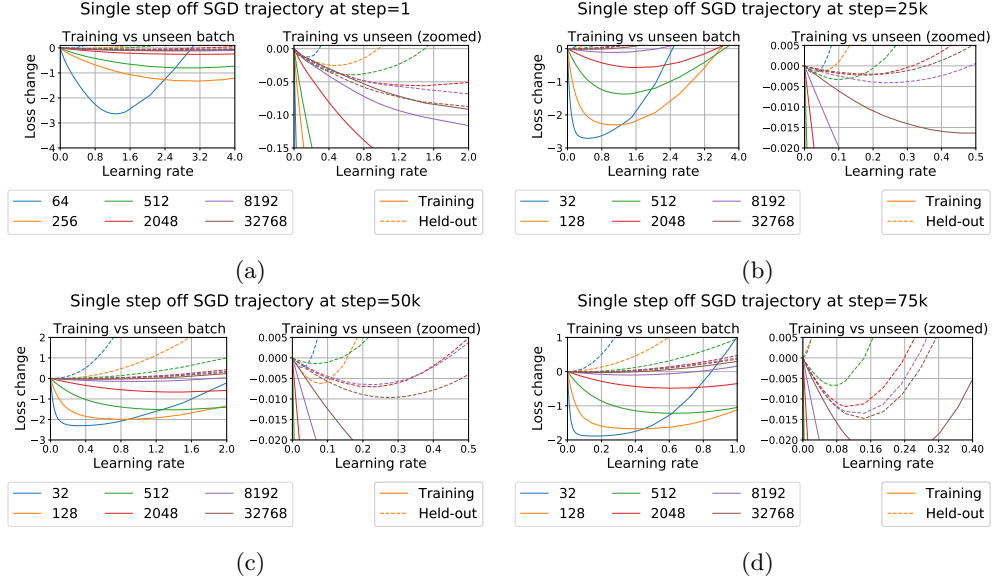 Single step off SGD trajectory at step=1
Training vs unseen batch
Training vs unseen (zoomed)
Loss change
0
−1
−2
−3
−4
0.0 0.8 1.6 2.4 3.2 4.0
Learning rate
0.00
−0.05
−0.10
−0.15
0.0 0.4 0.8 1.2 1.6 2.0
Learning rate
64 512 8192
256 2048 32768
Training
Held-out
(a)
Single step off SGD trajectory at step=25k
Training vs unseen batch
Training vs unseen (zoomed)
Loss change
0
−1
−2
−3
0.0 0.8 1.6 2.4 3.2 4.0
Learning rate
0.005
0.000
−0.005
−0.010
−0.015
−0.020
0.0 0.1 0.2 0.3 0.4 0.5
Learning rate
32 512 8192
128 2048 32768
Training
Held-out
(b)
Single step off SGD trajectory at step=50k
Training vs unseen batch
Training vs unseen (zoomed)
Loss change
2
1
0
−1
−2
−3
0.0 0.4 0.8 1.2 1.6 2.0
Learning rate
0.005
0.000
−0.005
−0.010
−0.015
−0.020
0.0 0.1 0.2 0.3 0.4 0.5
Learning rate
32 512 8192
128 2048 32768
Training
Held-out
(c)
Single step off SGD trajectory at step=75k
Training vs unseen batch
Training vs unseen (zoomed)
Loss change
1
0
−1
−2
0.0 0.2 0.4 0.6 0.8 1.0
Learning rate
0.005
0.000
−0.005
−0.010
−0.015
−0.020
0.0 0.08 0.16 0.24 0.32 0.40
Learning rate
32 512 8192
128 2048 32768
Training
Held-out
(d)